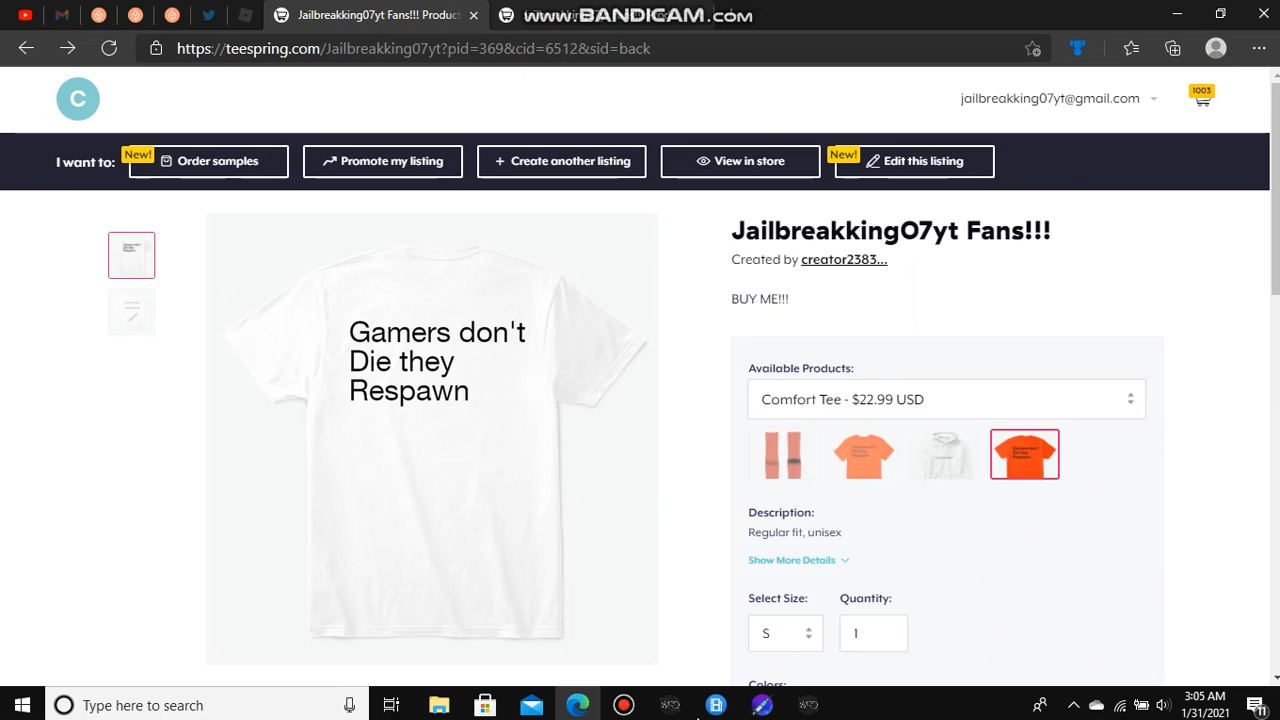 Jailbreakking07yt Fans!!! Product
www.BANDICAM.com
https://teespring.com/Jailbreakking07yt?pid=369&cid=6512&sid=back
C
jailbreakking07yt@gmail.com
1003
I want to:
New!
Order samples
Promote my listing
Create another listing
View in store
New!
Edit this listing
Jailbreakking07yt Fans!!!
Created by creator2383...
BUY ME!!!
Gamers don't
Die they
Respawn
Available Products:
Comfort Tee - $22.99 USD
Description:
Regular fit, unisex
Show More Details
Select Size:
Quantity:
S
1
Colors:
Type here to search
3:05 AM
1/31/2021
11